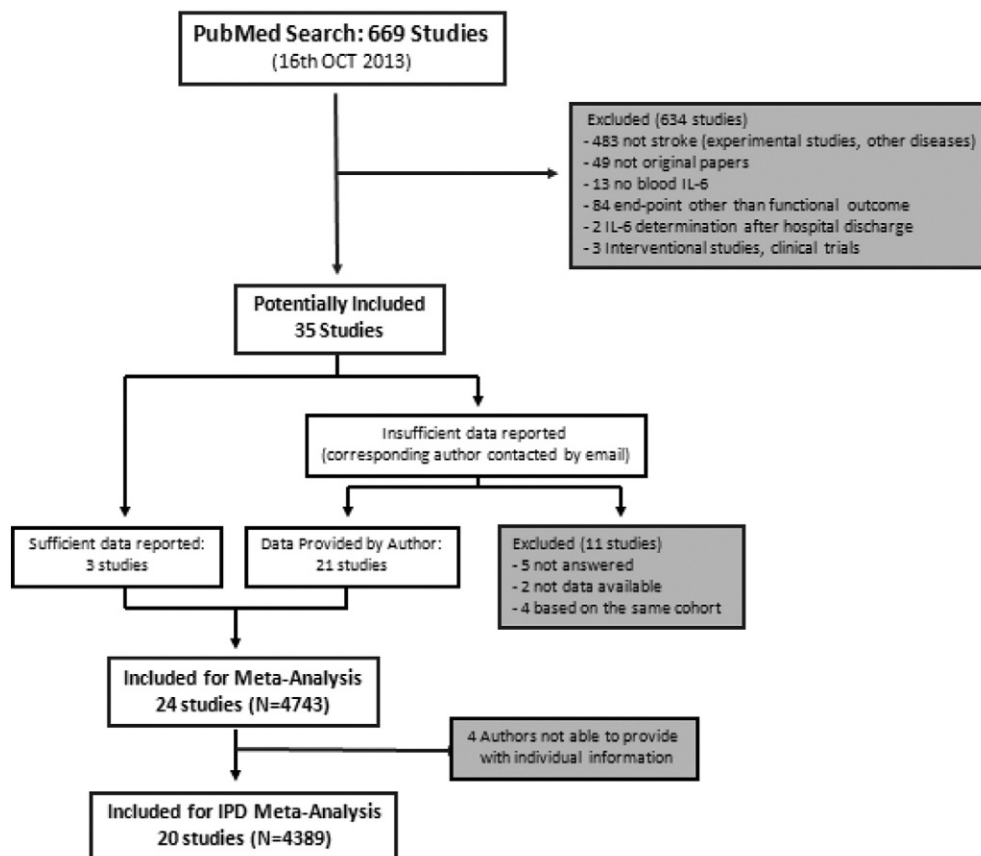 PubMed Search: 669 Studies
(16th OCT 2013)
Excluded (634 studies)
- 483 not stroke (experimental studies, other diseases)
- 49 not original papers
- 13 no blood IL-6
- 84 end-point other than functional outcome
- 2 IL-6 determination after hospital discharge
- 3 Interventional studies, clinical trials
Potentially Included
35 Studies
Insufficient data reported
(corresponding author contacted by email)
Sufficient data reported:
3 studies
Data Provided by Author:
21 studies
Excluded (11 studies)
- 5 not answered
- 2 not data available
- 4 based on the same cohort
Included for Meta-Analysis
24 studies (N=4743)
4 Authors not able to provide
with individual information
Included for IPD Meta-Analysis
20 studies (N=4389)